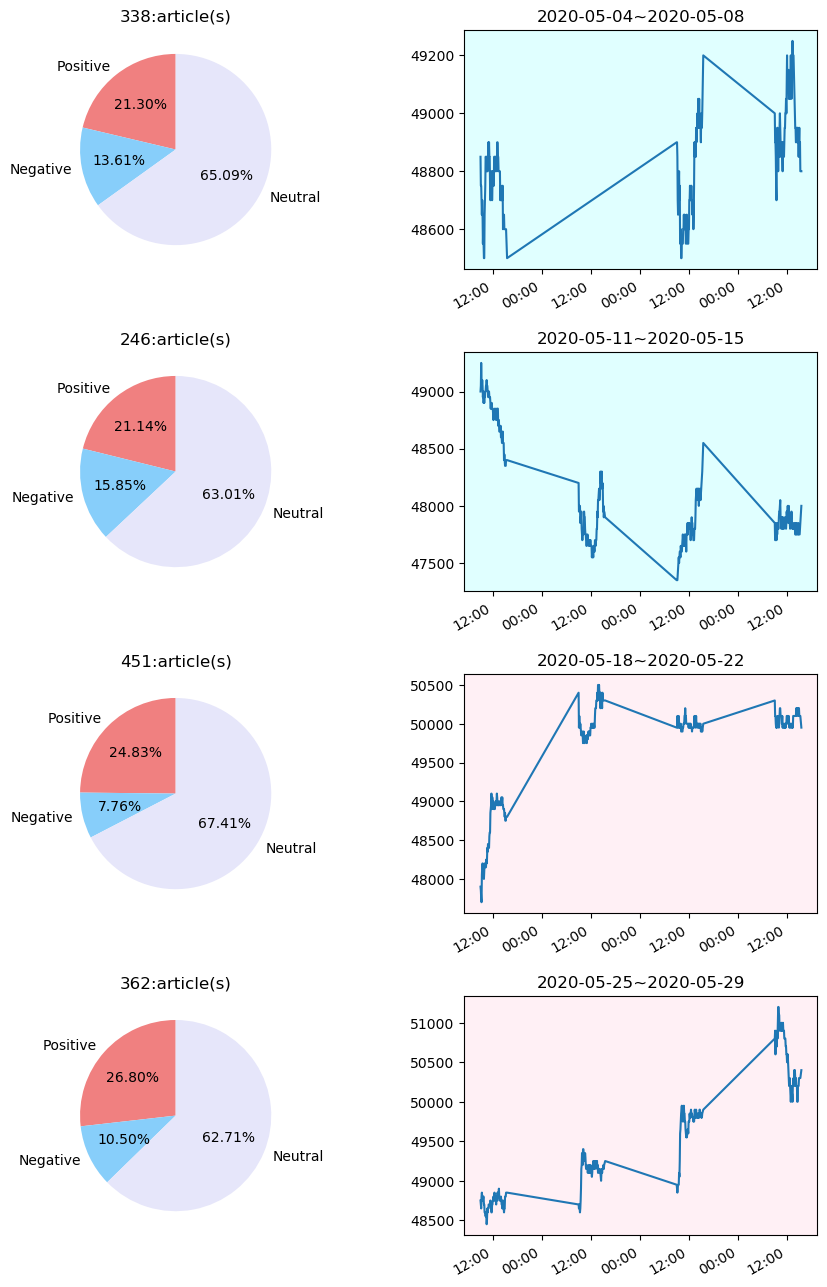 338:article(s)
Positive
21.30%
13.61%
Negative
65.09%
Neutral
2020-05-04~2020-05-08
49200
49000
48800
48600
12:00 00:00 12:00 00:00 12:00 00:00 12:00
246:article(s)
Positive
21.14%
15.85%
Negative
63.01%
Neutral
2020-05-11~2020-05-15
49000
48500
48000
47500
12:00 00:00 12:00 00:00 12:00 00:00 12:00
451:article(s)
Positive
24.83%
7.76%
Negative
67.41%
Neutral
2020-05-18~2020-05-22
50500
50000
49500
49000
48500
48000
12:00 00:00 12:00 00:00 12:00 00:00 12:00
362:article(s)
Positive
26.80%
10.50%
Negative
62.71%
Neutral
2020-05-25~2020-05-29
51000
50500
50000
49500
49000
48500
12:00 00:00 12:00 00:00 12:00 00:00 12:00